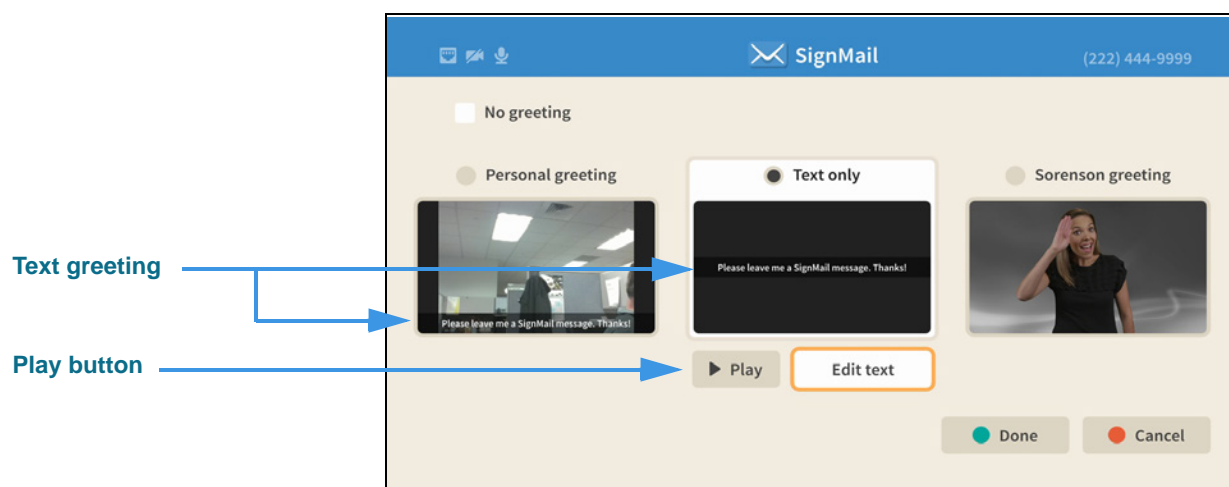 SignMail
(222) 444-9999
No greeting
Personal greeting
Text only
Sorenson greeting
Text greeting
Please leave me a SignMail message. Thanks!
Please leave me a SignMail message. Thanks!
Play button
Play
Edit text
Done
Cancel